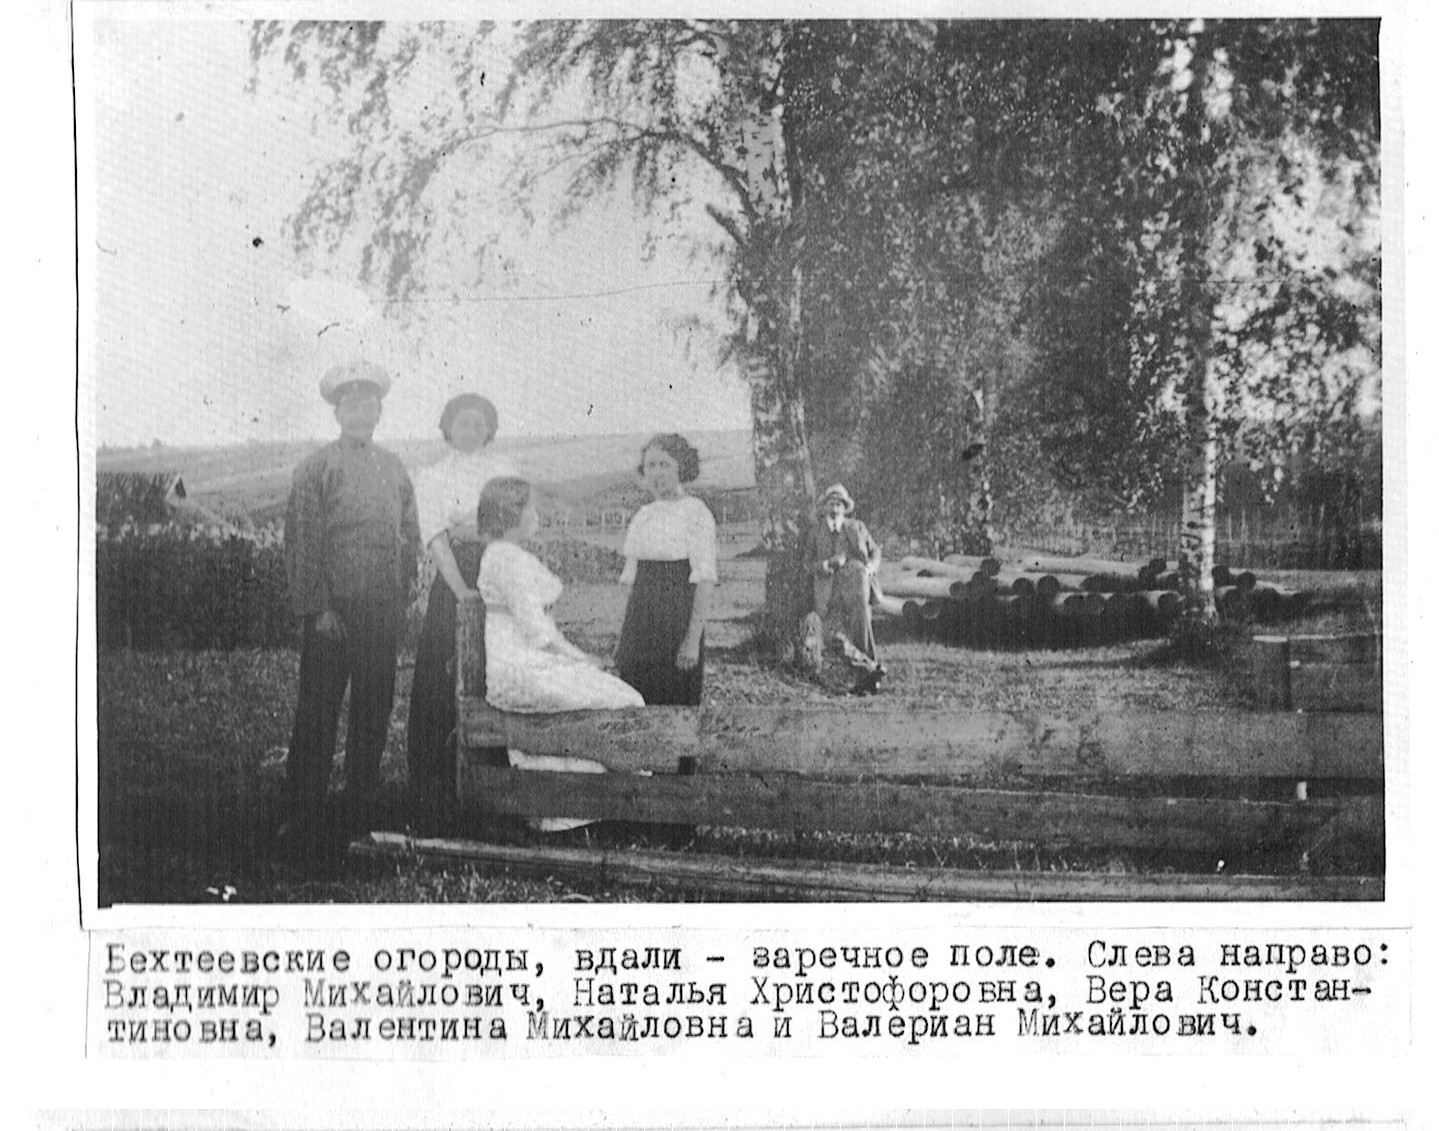 Бехтеевские огороды, вдали - заречное поле. Слева направо:
Владимир Михайлович, Наталья Христофоровна, Вера Констан-
тиновна, Валентина Михайловна и Валериан Михайлович.